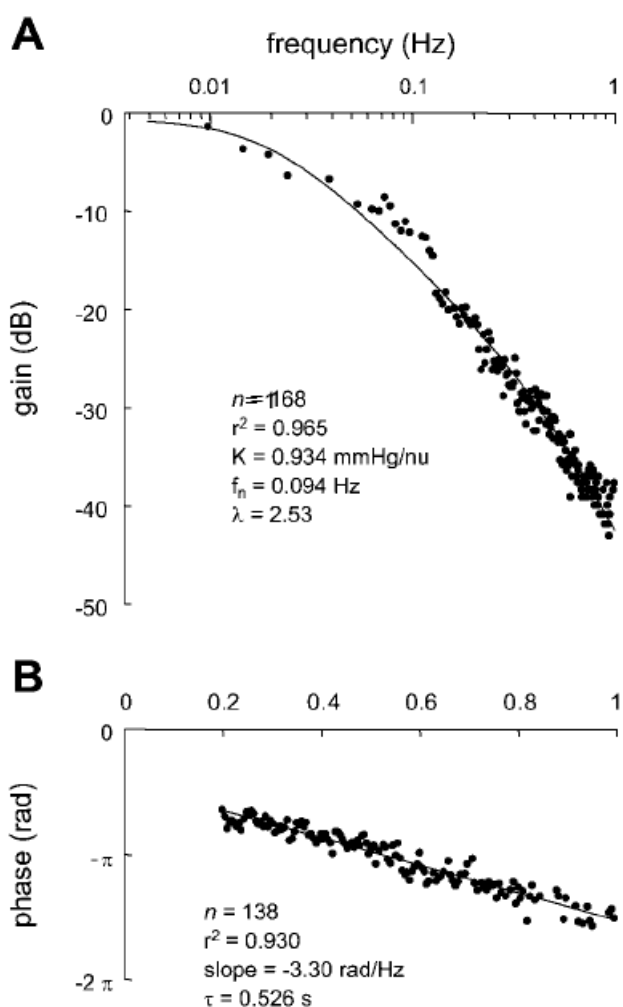 A
frequency (Hz)
0.01 0.1 1
0
-10
-20
-30
-40
-50
gain (dB)
n = 168
r² = 0.965
K = 0.934 mmHg/nu
fₙ = 0.094 Hz
λ = 2.53
B
0 0.2 0.4 0.6 0.8 1
0
-π
-2 π
phase (rad)
n = 138
r² = 0.930
slope = -3.30 rad/Hz
τ = 0.526 s